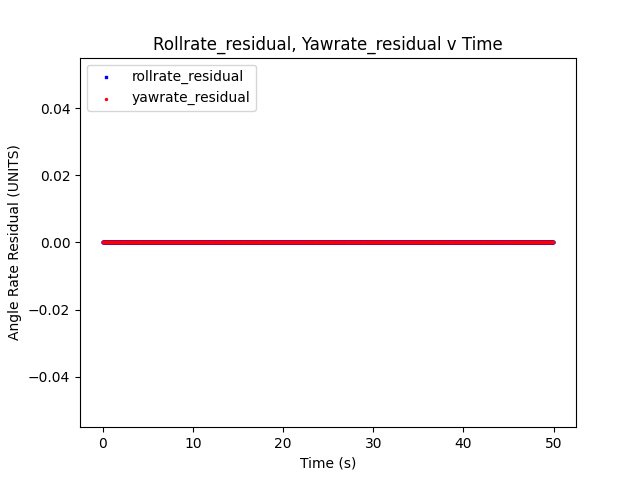 Rollrate_residual, Yawrate_residual v Time
rollrate_residual
yawrate_residual
Angle Rate Residual (UNITS)
0.04
0.02
0.00
−0.02
−0.04
0 10 20 30 40 50
Time (s)